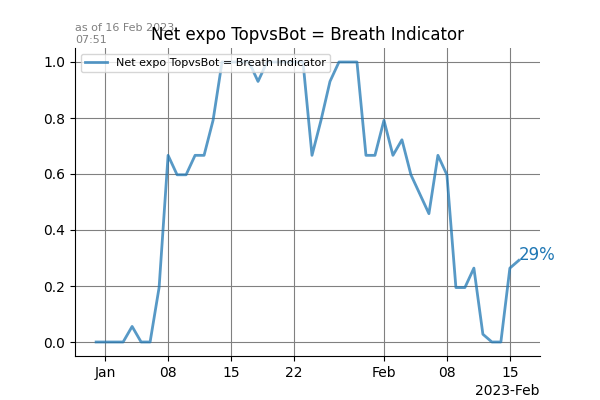 as of 16 Feb 2023
07:51
Net expo TopvsBot = Breath Indicator
Net expo TopvsBot = Breath Indicator
1.0
0.8
0.6
0.4
0.2
0.0
29%
Jan 08 15 22 Feb 08 15
2023-Feb